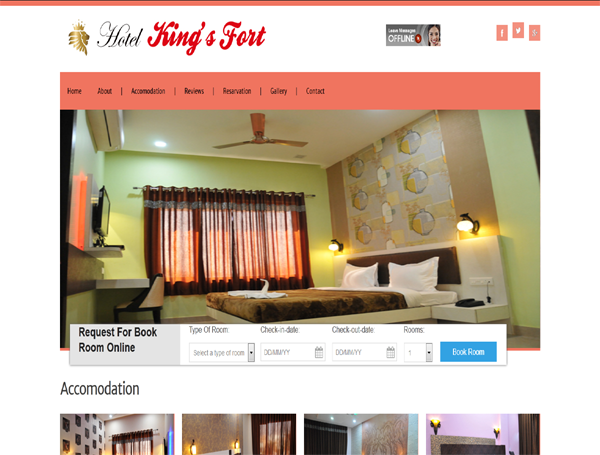 Hotel King's Fort
Leave Message
OFFLINE
f
Home | About | Accomodation | Reviews | Resarvation | Gallery | Contact
Request For Book
Room Online
Type Of Room: Check-in-date: Check-out-date: Rooms:
Select a type of room DD/MM/YY DD/MM/YY 1 Book Room
Accomodation